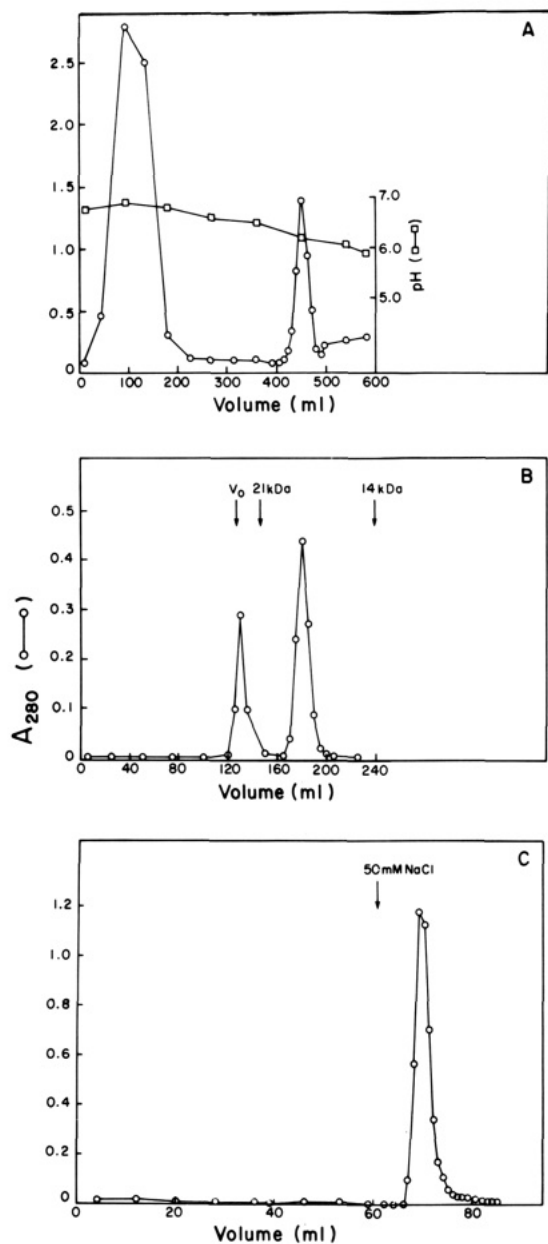 A
2.5
2.0
1.5
1.0
0.5
0
7.0
6.0
4.0
pH (□—□)
0 100 200 300 400 500 600
Volume (ml)
B
V₀ 21kDa 14kDa
0.5
0.4
0.3
0.2
0.1
0
0 40 80 120 160 200 240
Volume (ml)
A₂₈₀ (○—○)
C
50mM NaCl
1.2
1.0
0.8
0.6
0.4
0.2
0
0 20 40 60 80
Volume (ml)